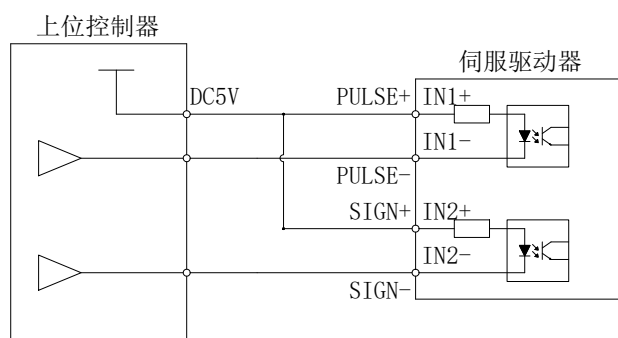 上位控制器
伺服驱动器
DC5V
PULSE+
IN1+
IN1-
PULSE-
SIGN+
IN2+
IN2-
SIGN-